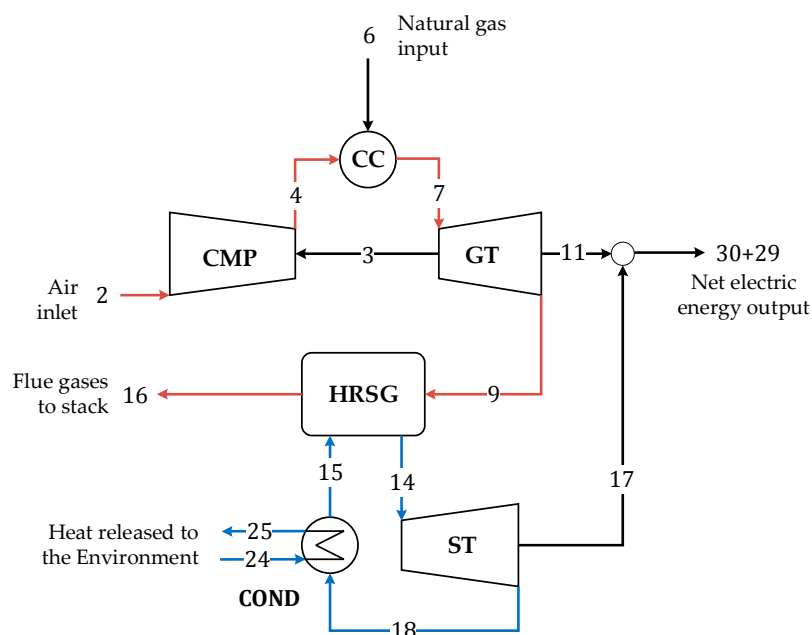 6
Natural gas
input
CC
4
7
CMP
3
GT
11
30+29
Air
inlet
2
Net electric
energy output
Flue gases
to stack
16
HRSG
9
15
14
17
Heat released to
the Environment
25
24
ST
COND
18